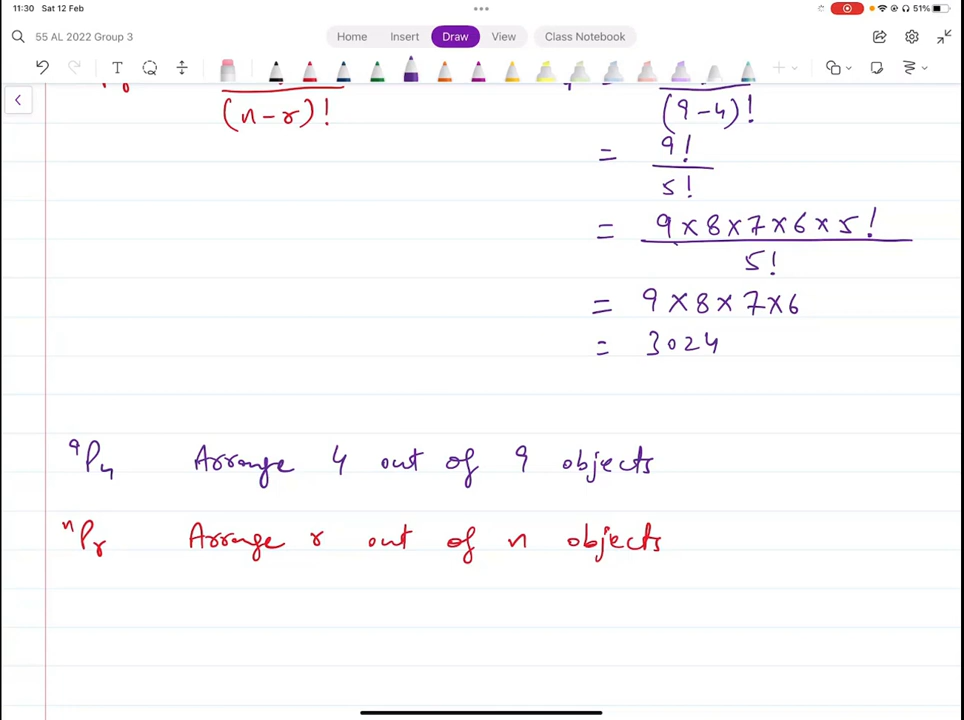 11:30 Sat 12 Feb
51%
55 AL 2022 Group 3
Home Insert Draw View Class Notebook
(n-r)!
(9-4)!
= 9!
5!
= 9×8×7×6×5!
5!
= 9×8×7×6
= 3024
⁹P₄ Arrange 4 out of 9 objects
ⁿPᵣ Arrange r out of n objects